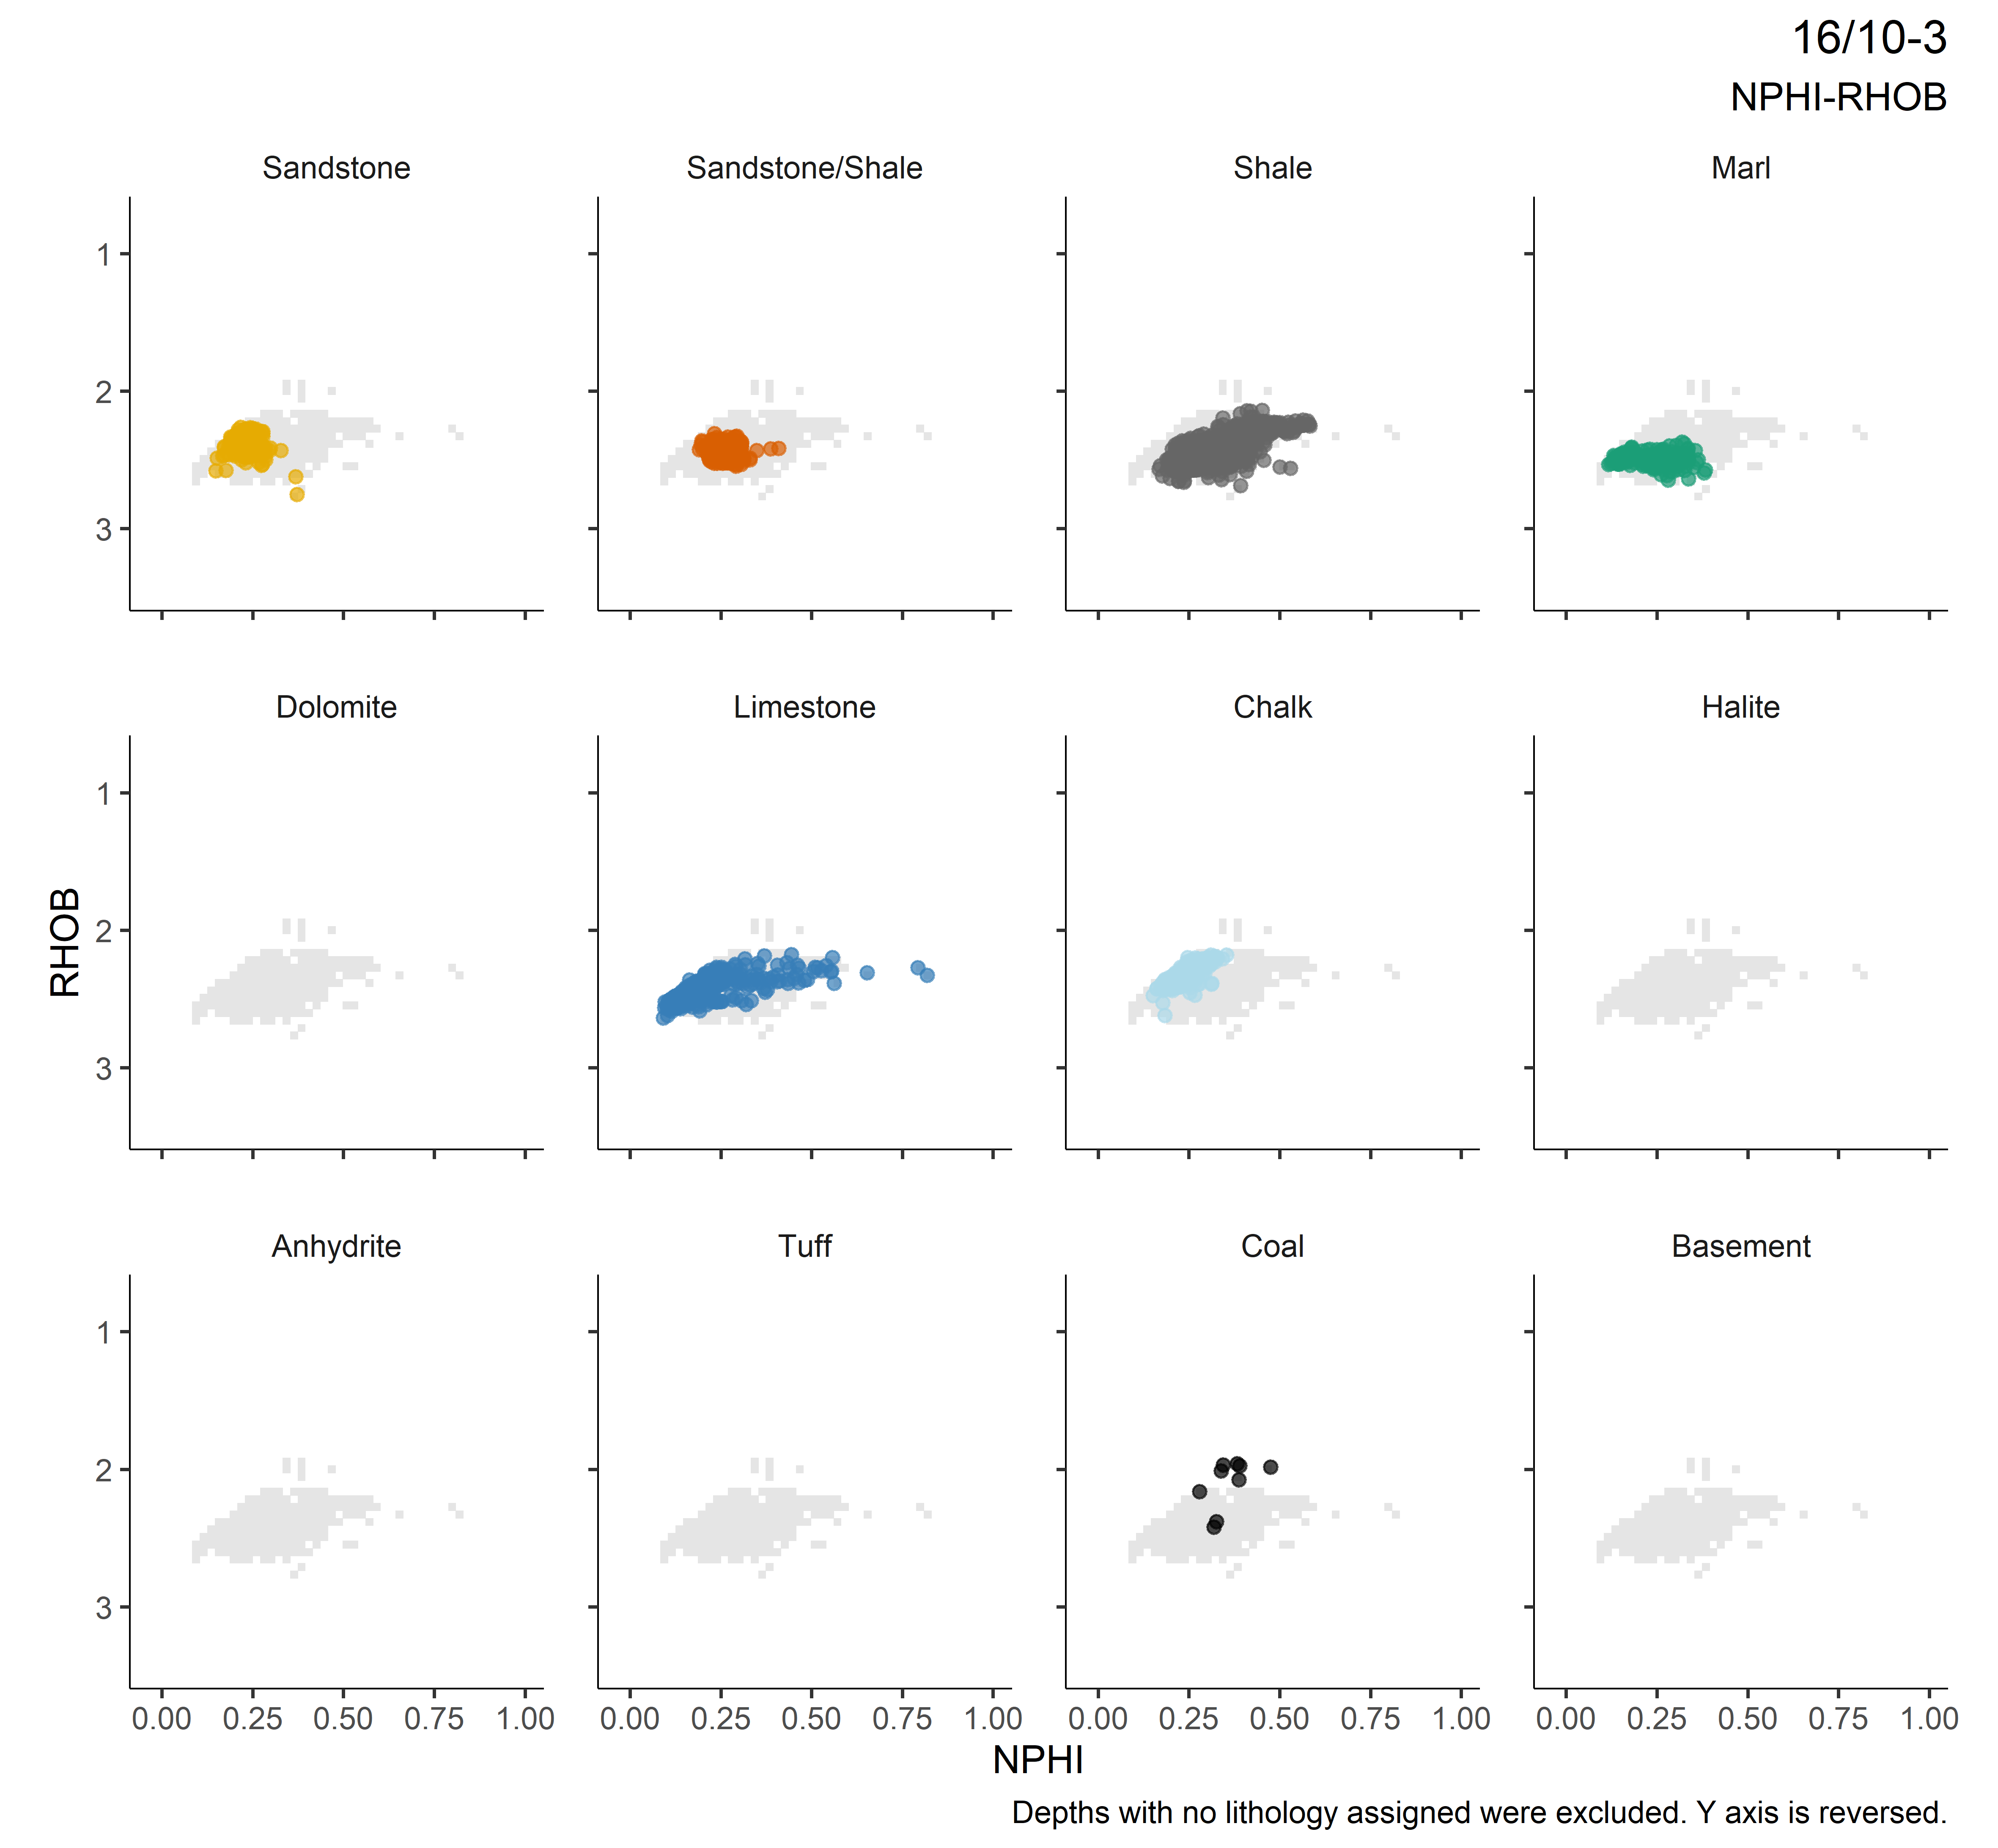 16/10-3
NPHI-RHOB
Sandstone Sandstone/Shale Shale Marl
1
2
3
Dolomite Limestone Chalk Halite
RHOB
1
2
3
Anhydrite Tuff Coal Basement
1
2
3
0.00 0.25 0.50 0.75 1.00 0.00 0.25 0.50 0.75 1.00 0.00 0.25 0.50 0.75 1.00 0.00 0.25 0.50 0.75 1.00
NPHI
Depths with no lithology assigned were excluded. Y axis is reversed.